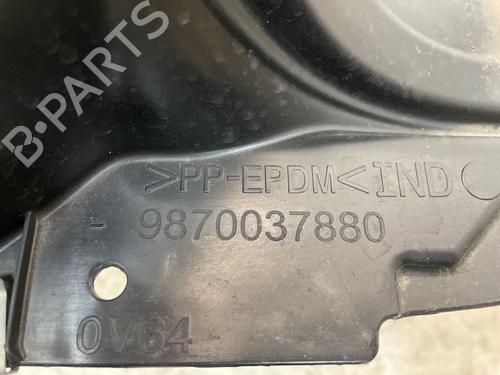 B-PARTS
>PP-EPDM< IND
- 9870037880
0V64